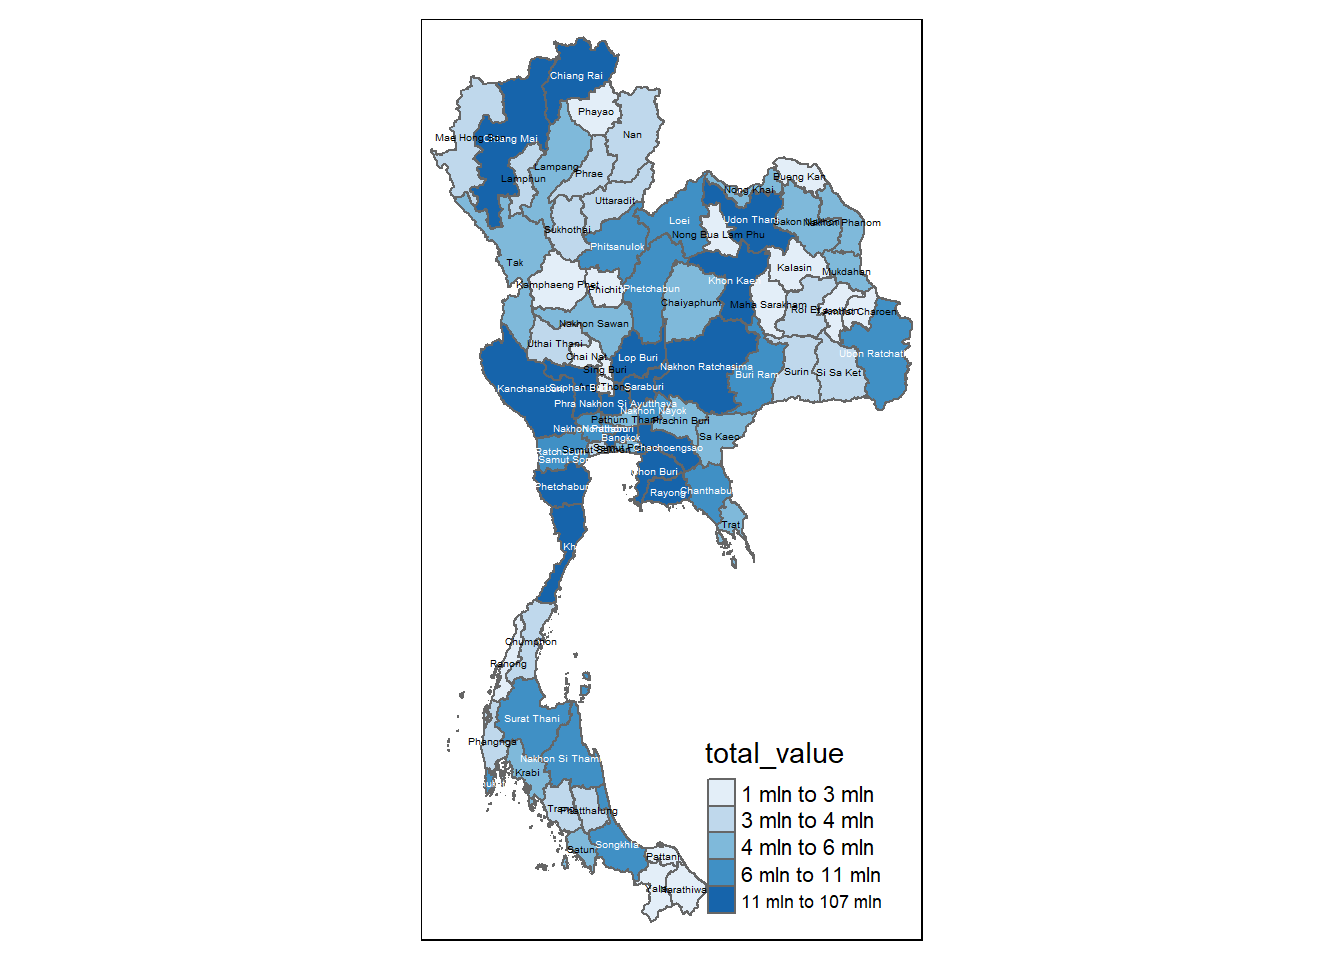 Chiang Rai
Phayao
Nan
Mae Hong Son
Chiang Mai
Lampang
Phrae
Lamphun
Uttaradit
Sukhothai
Phitsanulok
Tak
Kamphaeng Phet
Phichit
Phetchabun
Loei
Nong Bua Lam Phu
Nong Khai
Udon Thani
Bueng Kan
Nakhon Phanom
Kalasin
Mukdahan
Khon Kaen
Maha Sarakham
Roi Et
Amnat Charoen
Chaiyaphum
Nakhon Sawan
Uthai Thani
Chai Nat
Sing Buri
Lop Buri
Nakhon Ratchasima
Buri Ram
Surin
Si Sa Ket
Ubon Ratchath
Kanchanaburi
Suphan Buri
Thon
Saraburi
Phra Nakhon Si Ayutthaya
Nakhon Nayok
Pathum Thani
Prachin Buri
Nakhon Pathom
Bangkok
Sa Kaeo
Ratchaburi
Samut Sakhon
Chachoengsao
Samut Son
Phetchaburi
Chon Buri
Rayong
Chanthaburi
Trat
Kh
Chumphon
Ranong
Surat Thani
Phangnga
Krabi
Nakhon Si Thamm
Trang
Phatthalung
Satun
Songkhla
Pattani
Yala
Narathiwa
total_value
1 mln to 3 mln
3 mln to 4 mln
4 mln to 6 mln
6 mln to 11 mln
11 mln to 107 mln